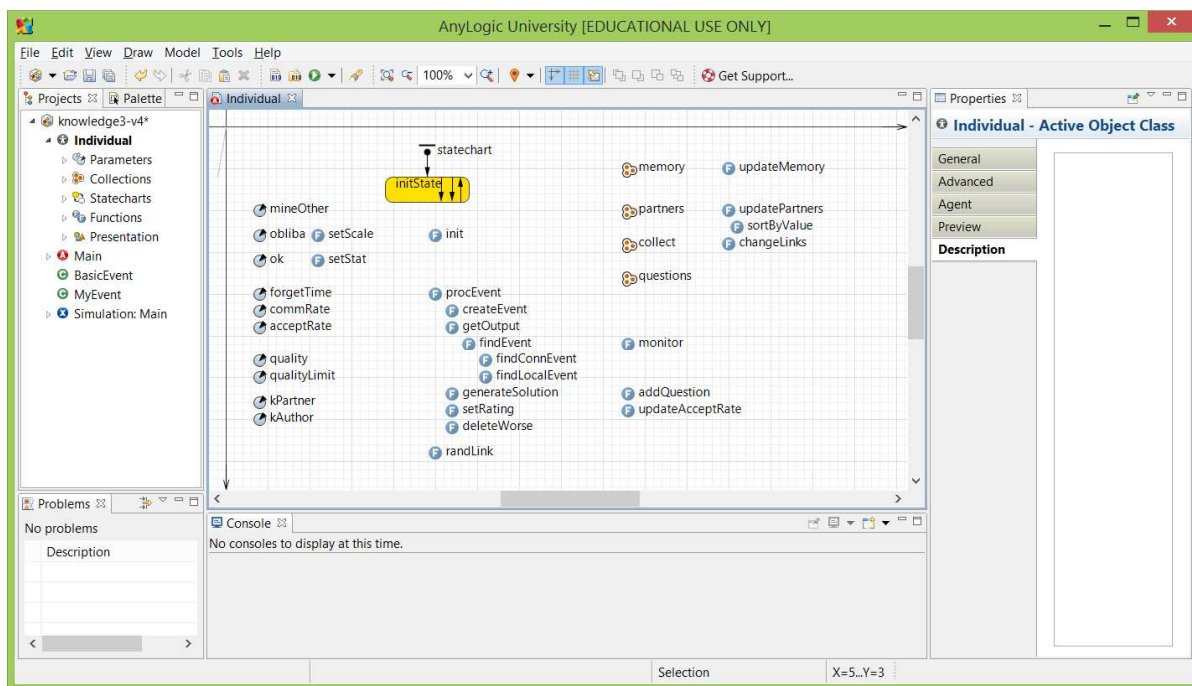 AnyLogic University [EDUCATIONAL USE ONLY]
File Edit View Draw Model Tools Help
100% Get Support...
Projects Palette
knowledge3-v4*
Individual
Parameters
Collections
Statecharts
Functions
Presentation
Main
BasicEvent
MyEvent
Simulation: Main
Individual
statechart
initState
memory updateMemory
mineOther partners updatePartners
sortByValue
obliba setScale init collect changeLinks
ok setStat
questions
forgetTime procEvent
commRate createEvent
acceptRate getOutput
findEvent monitor
quality findConnEvent
qualityLimit findLocalEvent
generateSolution addQuestion
kPartner setRating updateAcceptRate
kAuthor deleteWorse
randLink
Properties
Individual - Active Object Class
General
Advanced
Agent
Preview
Description
Problems
No problems
Description
Console
No consoles to display at this time.
Selection X=5...Y=3